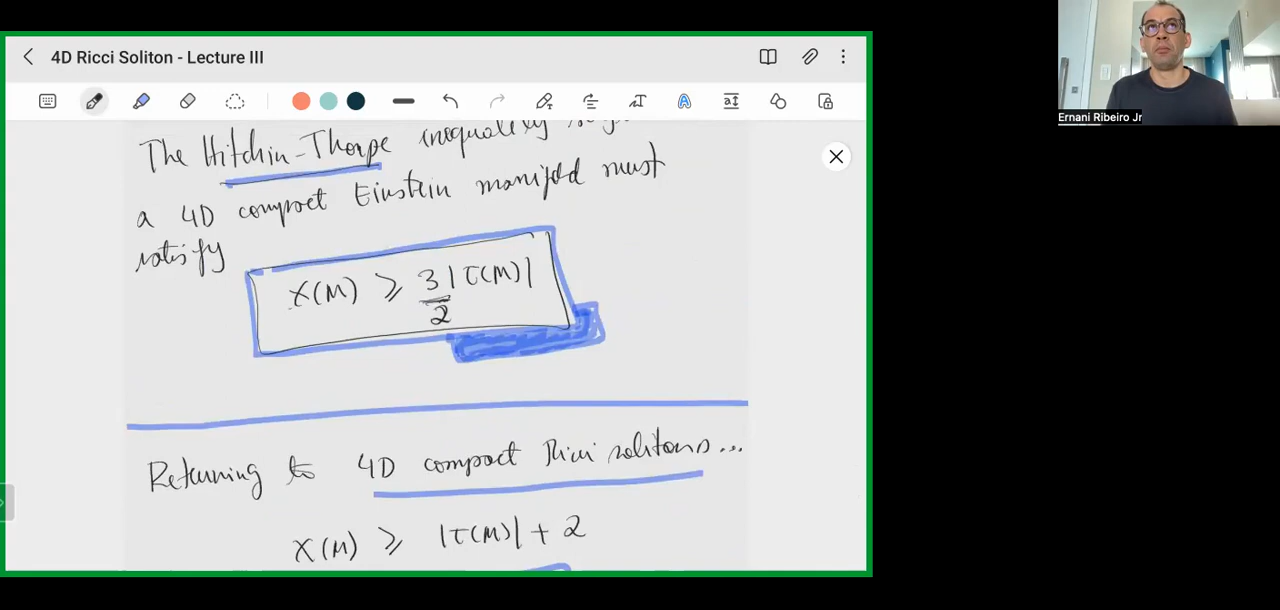 4D Ricci Soliton - Lecture III
Ernani Ribeiro Jr
The Hitchin-Thorpe inequality
a 4D compact Einstein manifold must
satisfy
χ(M) ≥ 3/2 |τ(M)|
Returning to 4D compact Ricci solitons...
χ(M) ≥ |τ(M)| + 2